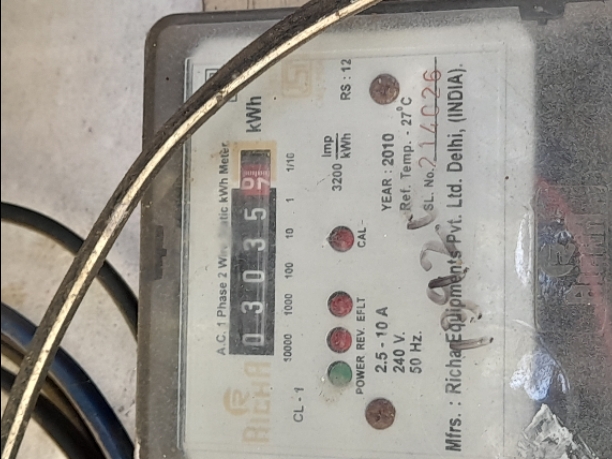 RICHA
A.C. 1 Phase 2 Wire Static kWh Meter
0 3 0 3 5 9 kWh
10000 1000 100 10 1 1/10
CL - 1
3200 Imp/kWh
RS : 12
POWER REV. EFLT CAL
2.5 - 10 A
240 V.
50 Hz.
YEAR : 2010
Ref. Temp. - 27°C
SL. No. 214026
Mfrs. : Richa Equipments Pvt. Ltd. Delhi, (INDIA).